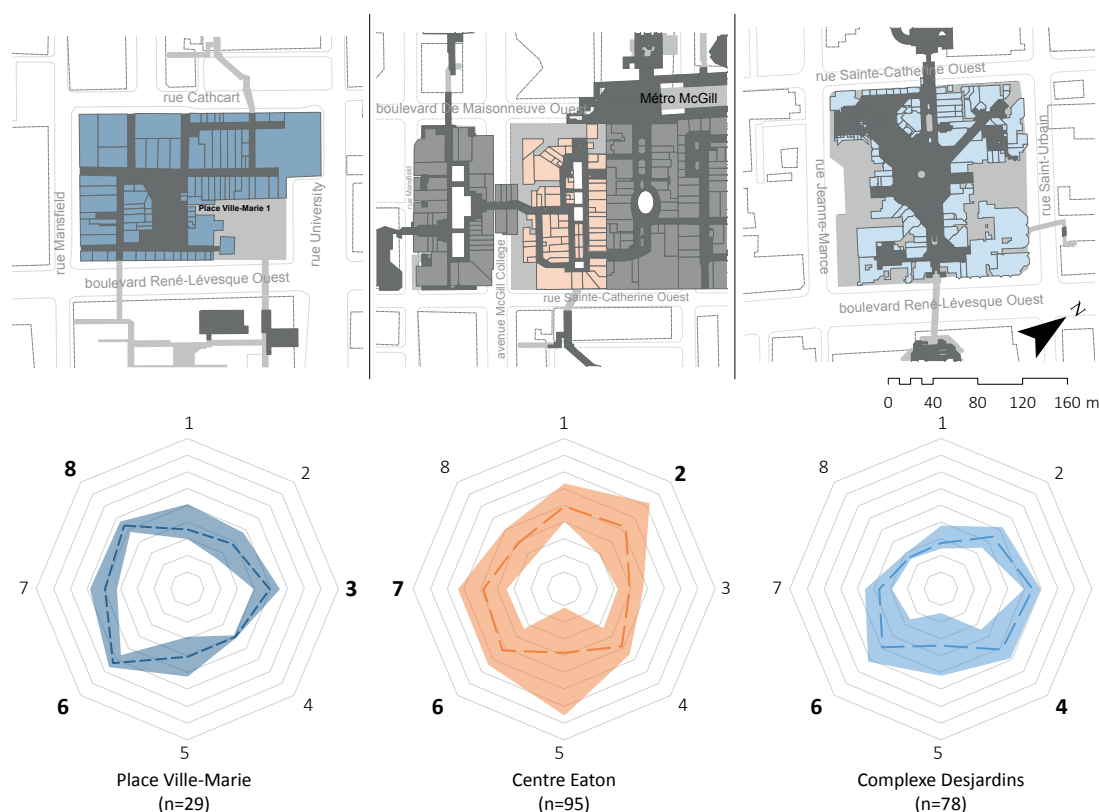 rue Cathcart
rue Mansfield
Place Ville-Marie 1
rue University
boulevard René-Lévesque Ouest
boulevard De Maisonneuve Ouest
Métro McGill
rue Mansfield
avenue McGill College
rue Sainte-Catherine Ouest
rue Sainte-Catherine Ouest
rue Jeanne-Mance
rue Saint-Urbain
boulevard René-Lévesque Ouest
N
0 40 80 120 160 m
1
2
3
4
5
6
7
8
Place Ville-Marie
(n=29)
1
2
3
4
5
6
7
8
Centre Eaton
(n=95)
1
2
3
4
5
6
7
8
Complexe Desjardins
(n=78)